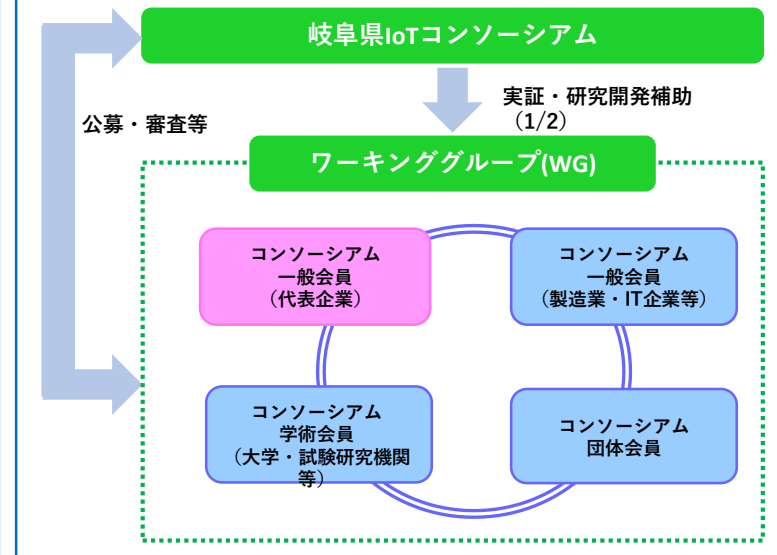 岐阜県IoTコンソーシアム
実証・研究開発補助
（1/2）
公募・審査等
ワーキンググループ(WG)
コンソーシアム
一般会員
（代表企業）
コンソーシアム
一般会員
（製造業・IT企業等）
コンソーシアム
学術会員
（大学・試験研究機関
等）
コンソーシアム
団体会員